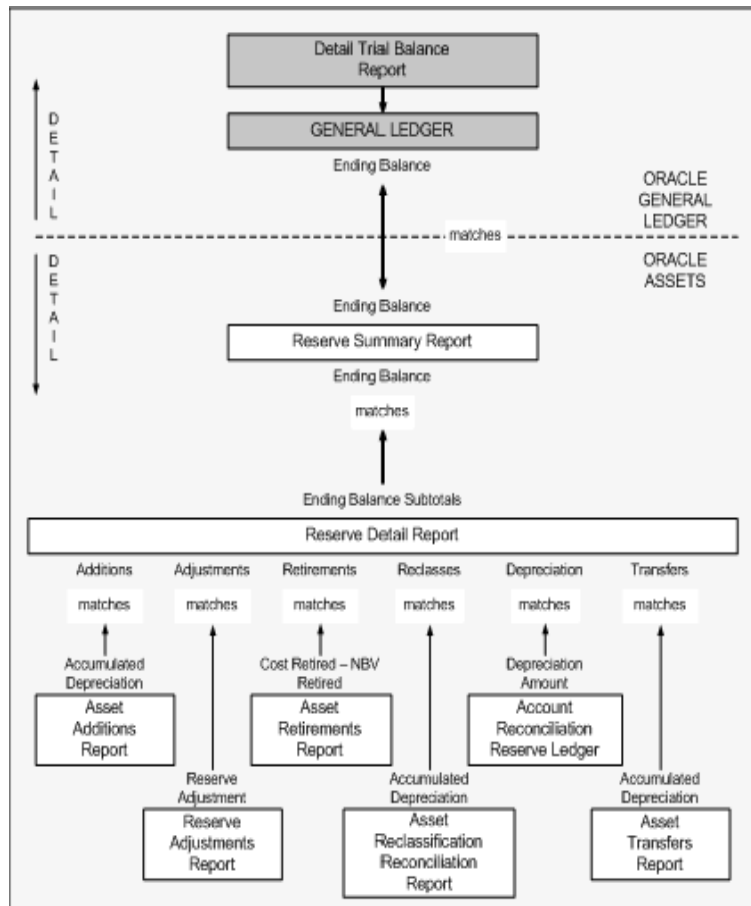 Detail Trial Balance
Report
GENERAL LEDGER
Ending Balance
DETAIL
ORACLE
GENERAL
LEDGER
matches
DETAIL
ORACLE
ASSETS
Ending Balance
Reserve Summary Report
Ending Balance
matches
Ending Balance Subtotals
Reserve Detail Report
Additions Adjustments Retirements Reclasses Depreciation Transfers
matches matches matches matches matches matches
Accumulated
Depreciation
Asset
Additions
Report
Cost Retired – NBV
Retired
Asset
Retirements
Report
Depreciation
Amount
Account
Reconciliation
Reserve Ledger
Reserve
Adjustment
Reserve
Adjustments
Report
Accumulated
Depreciation
Asset
Reclassification
Reconciliation
Report
Accumulated
Depreciation
Asset
Transfers
Report